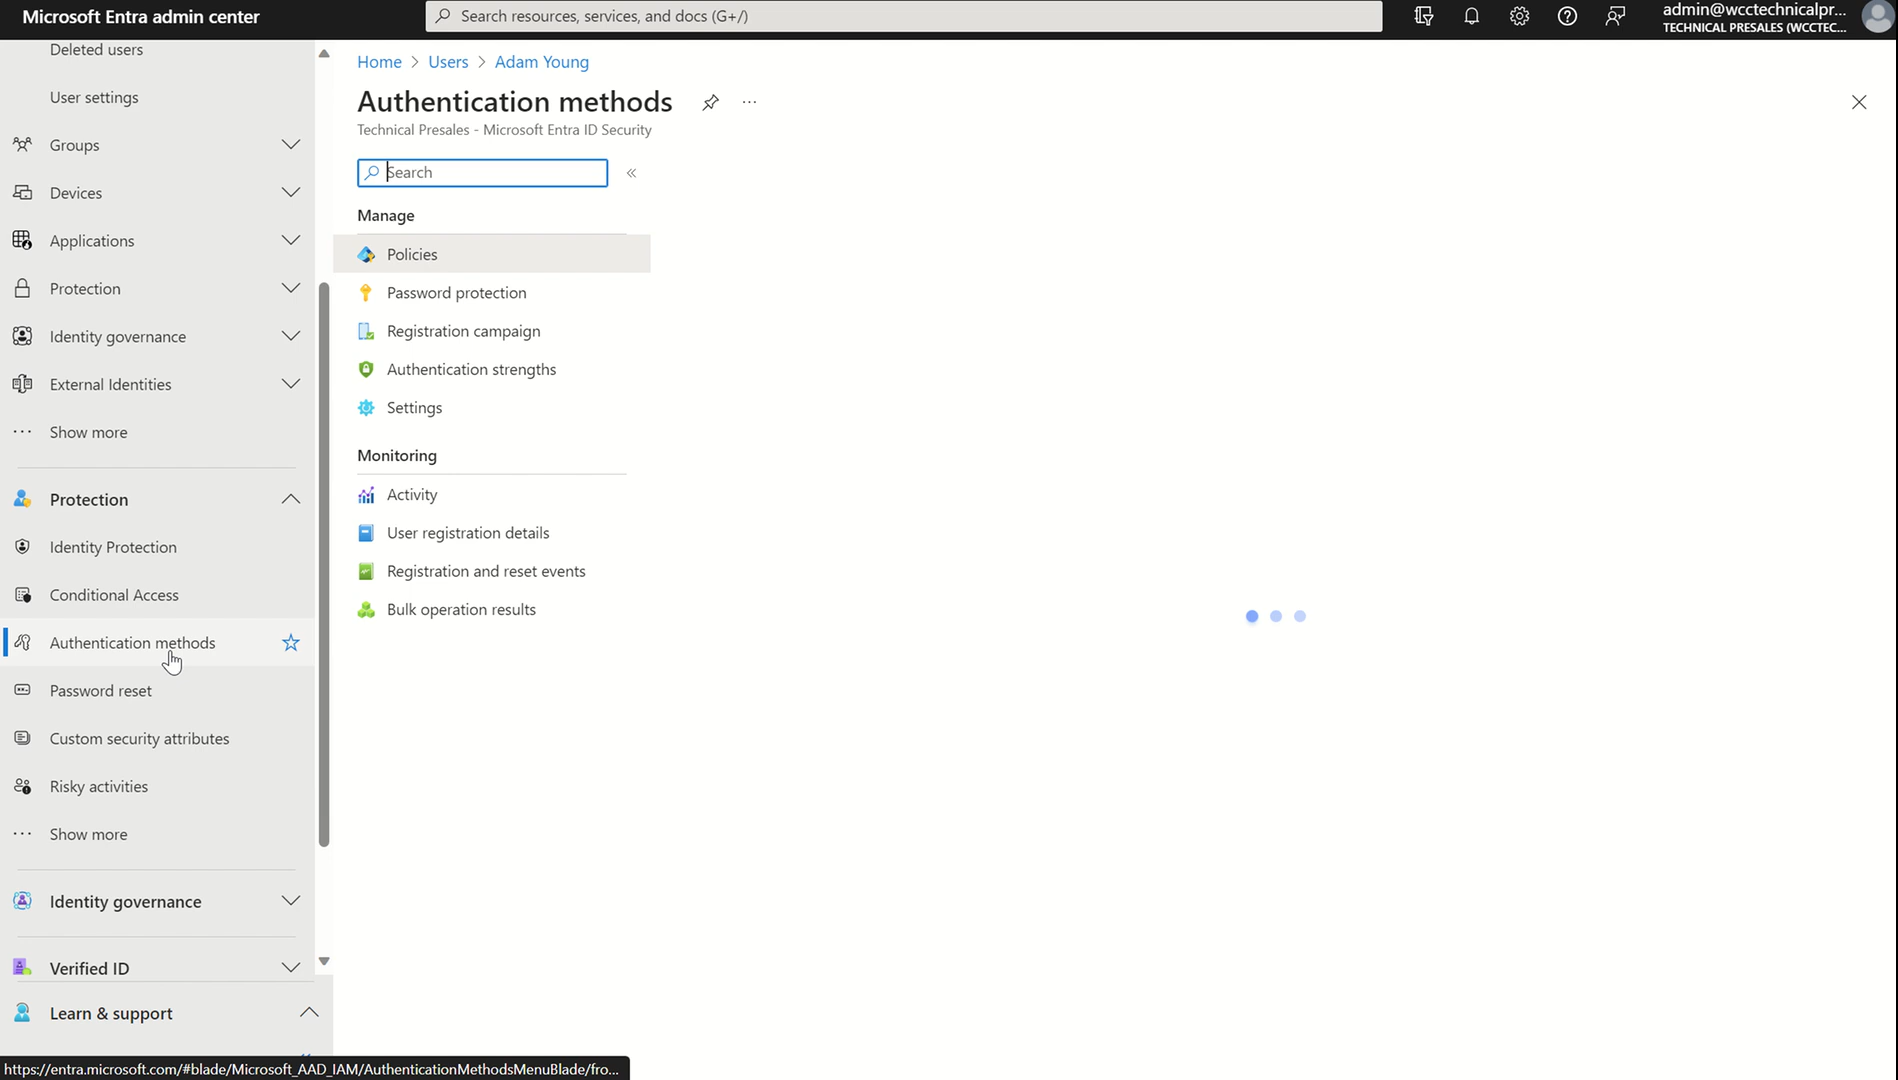 Microsoft Entra admin center
Search resources, services, and docs (G+/)
admin@wcctechnicalpr...
TECHNICAL PRESALES (WCCTEC...
Deleted users
User settings
Groups
Devices
Applications
Protection
Identity governance
External Identities
Show more
Protection
Identity Protection
Conditional Access
Authentication methods
Password reset
Custom security attributes
Risky activities
Show more
Identity governance
Verified ID
Learn & support
Home > Users > Adam Young
Authentication methods
Technical Presales - Microsoft Entra ID Security
Search
Manage
Policies
Password protection
Registration campaign
Authentication strengths
Settings
Monitoring
Activity
User registration details
Registration and reset events
Bulk operation results
https://entra.microsoft.com/#blade/Microsoft_AAD_IAM/AuthenticationMethodsMenuBlade/fro...